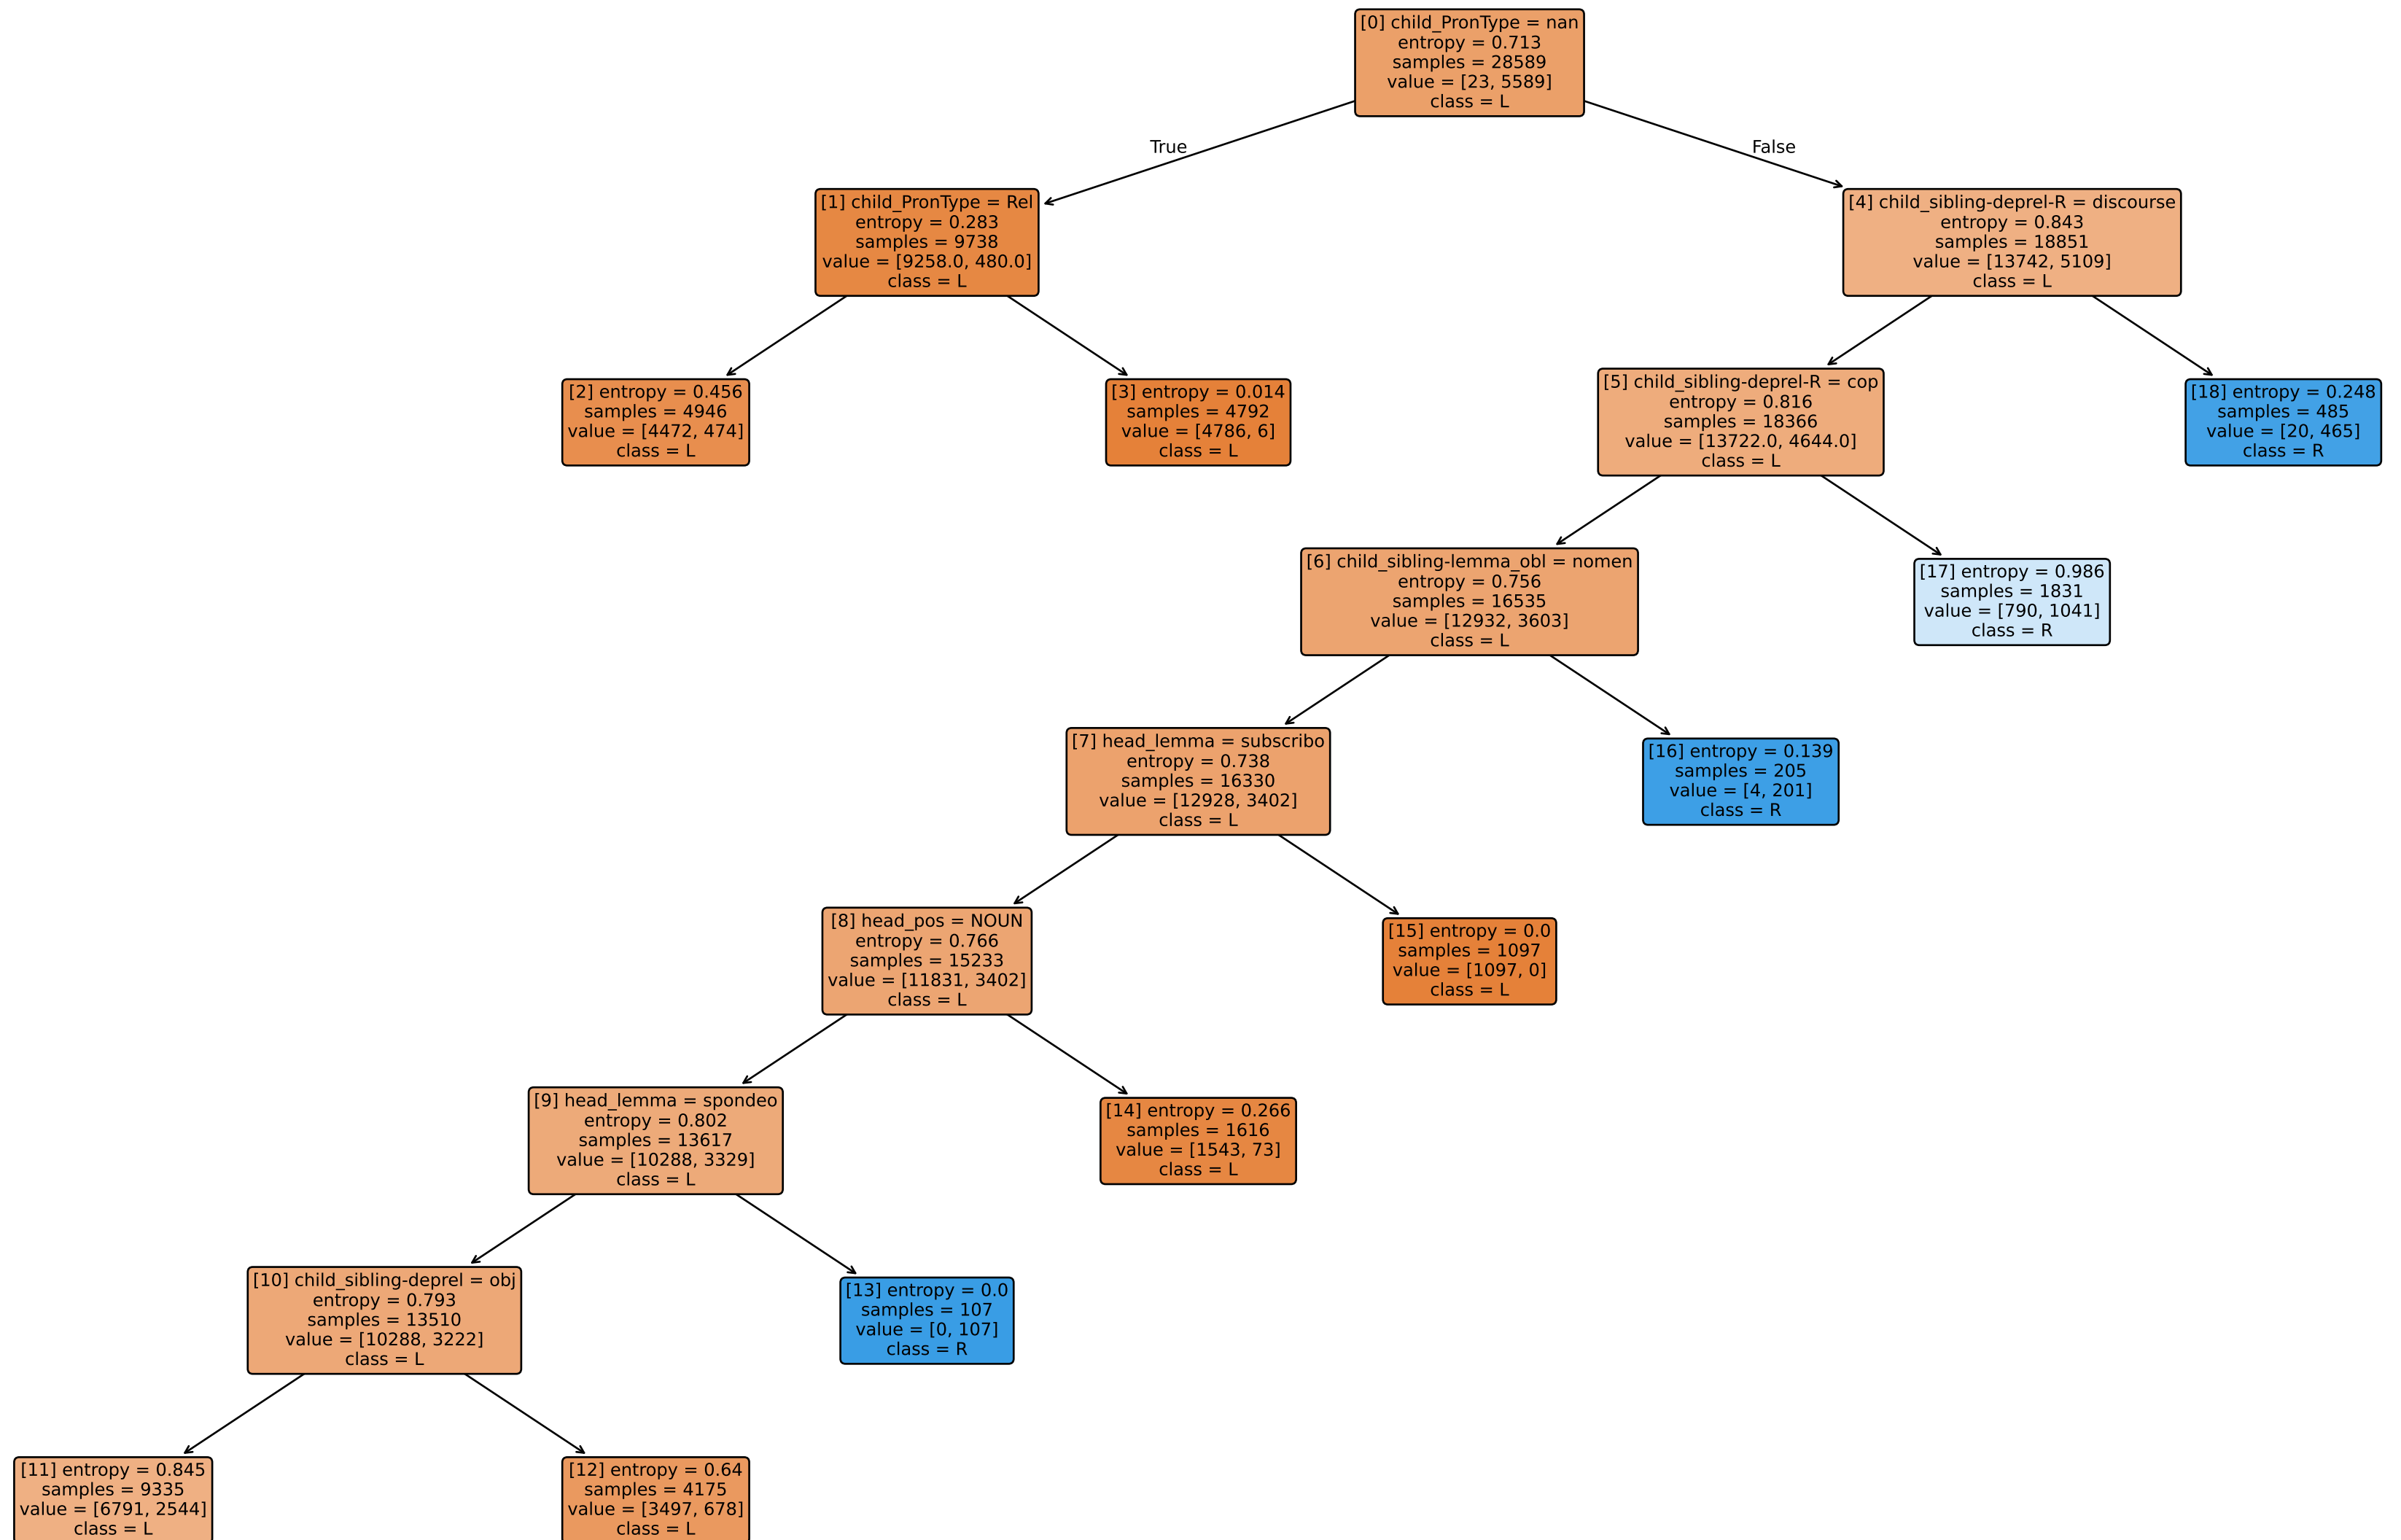 [0] child_PronType = nan
entropy = 0.713
samples = 28589
value = [23, 5589]
class = L
True
False
[1] child_PronType = Rel
entropy = 0.283
samples = 9738
value = [9258.0, 480.0]
class = L
[4] child_sibling-deprel-R = discourse
entropy = 0.843
samples = 18851
value = [13742, 5109]
class = L
[2] entropy = 0.456
samples = 4946
value = [4472, 474]
class = L
[3] entropy = 0.014
samples = 4792
value = [4786, 6]
class = L
[5] child_sibling-deprel-R = cop
entropy = 0.816
samples = 18366
value = [13722.0, 4644.0]
class = L
[18] entropy = 0.248
samples = 485
value = [20, 465]
class = R
[6] child_sibling-lemma_obl = nomen
entropy = 0.756
samples = 16535
value = [12932, 3603]
class = L
[17] entropy = 0.986
samples = 1831
value = [790, 1041]
class = R
[7] head_lemma = subscribo
entropy = 0.738
samples = 16330
value = [12928, 3402]
class = L
[16] entropy = 0.139
samples = 205
value = [4, 201]
class = R
[8] head_pos = NOUN
entropy = 0.766
samples = 15233
value = [11831, 3402]
class = L
[15] entropy = 0.0
samples = 1097
value = [1097, 0]
class = L
[9] head_lemma = spondeo
entropy = 0.802
samples = 13617
value = [10288, 3329]
class = L
[14] entropy = 0.266
samples = 1616
value = [1543, 73]
class = L
[10] child_sibling-deprel = obj
entropy = 0.793
samples = 13510
value = [10288, 3222]
class = L
[13] entropy = 0.0
samples = 107
value = [0, 107]
class = R
[11] entropy = 0.845
samples = 9335
value = [6791, 2544]
class = L
[12] entropy = 0.64
samples = 4175
value = [3497, 678]
class = L